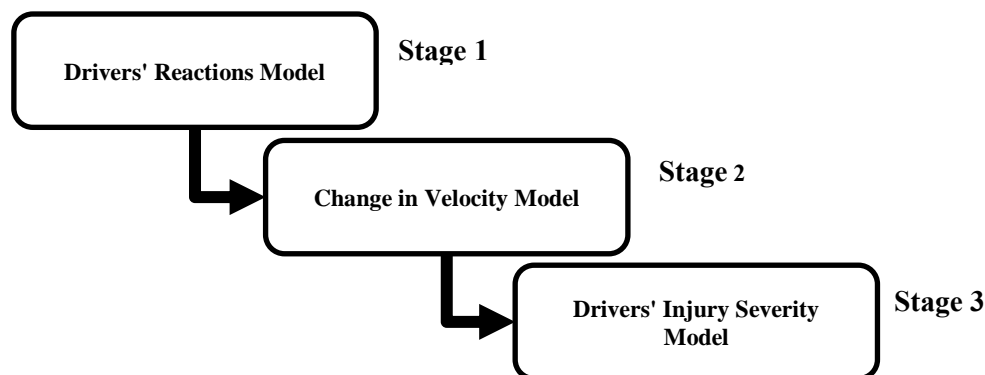 Stage 1
Drivers' Reactions Model
Stage 2
Change in Velocity Model
Stage 3
Drivers' Injury Severity
Model